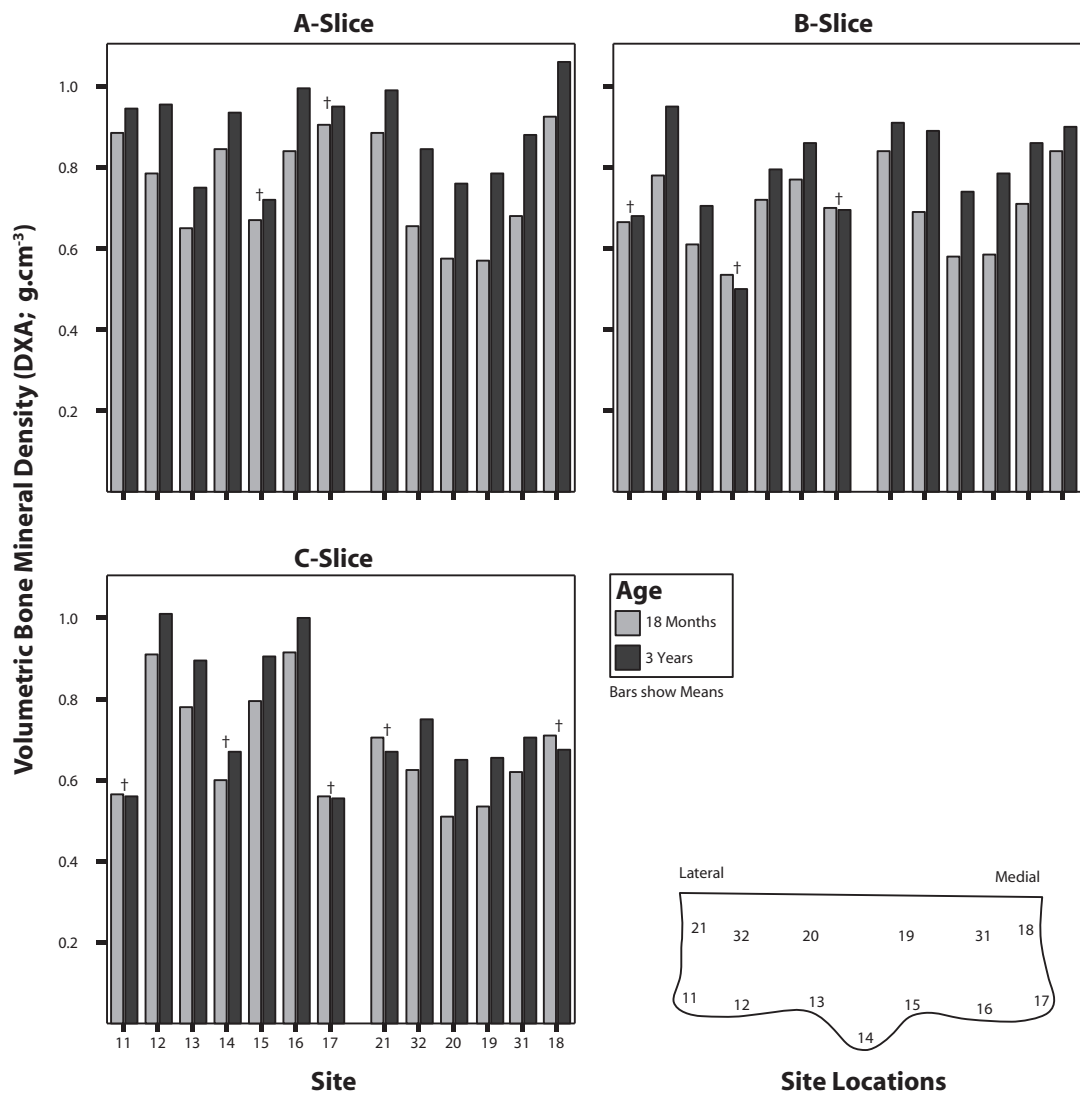 A-Slice
B-Slice
Volumetric Bone Mineral Density (DXA; g.cm-3)
1.0
0.8
0.6
0.4
0.2
†
†
†
†
†
C-Slice
1.0
0.8
0.6
0.4
0.2
†
†
†
†
†
11 12 13 14 15 16 17 21 32 20 19 31 18
Site
Age
18 Months
3 Years
Bars show Means
Lateral Medial
21 32 20 19 31 18
11 12 13 14 15 16 17
Site Locations